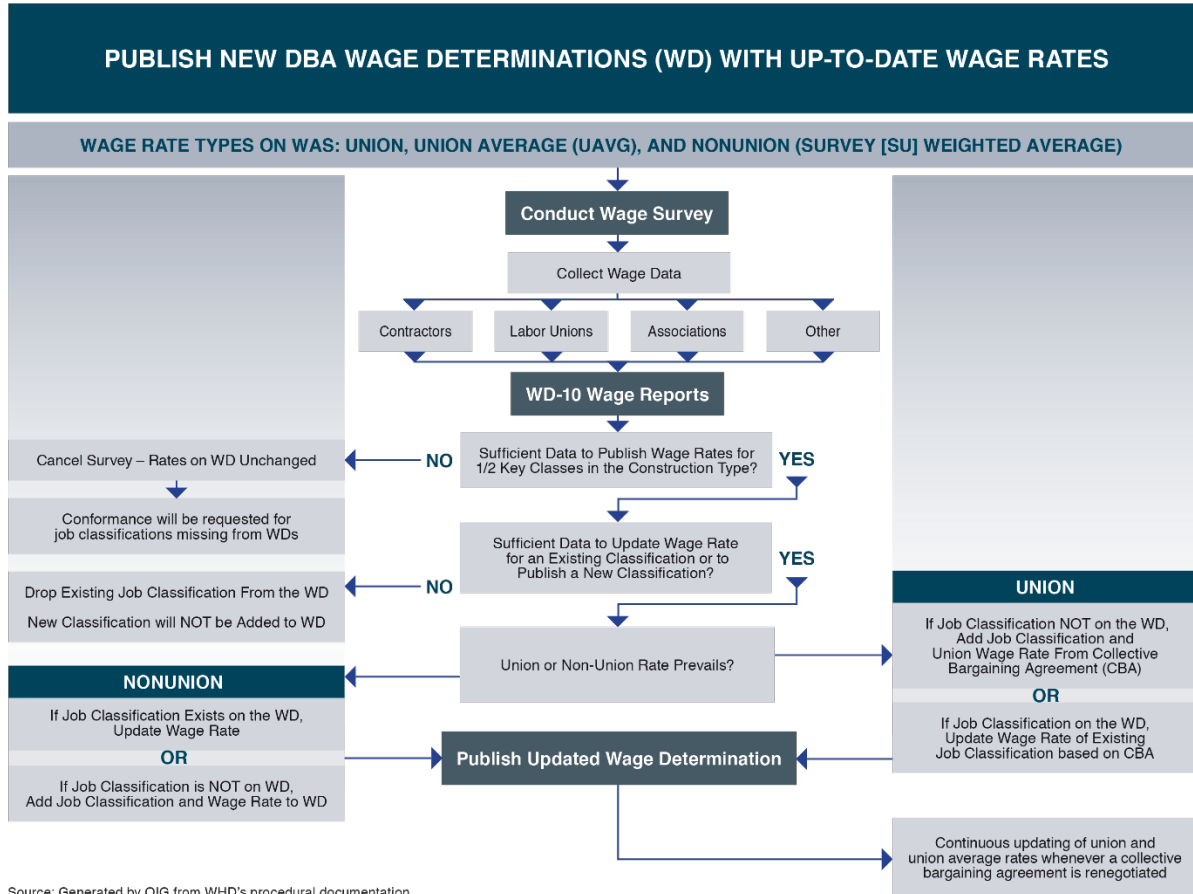 PUBLISH NEW DBA WAGE DETERMINATIONS (WD) WITH UP-TO-DATE WAGE RATES
WAGE RATE TYPES ON WAS: UNION, UNION AVERAGE (UAVG), AND NONUNION (SURVEY [SU] WEIGHTED AVERAGE)
Conduct Wage Survey
Collect Wage Data
Contractors
Labor Unions
Associations
Other
WD-10 Wage Reports
Sufficient Data to Publish Wage Rates for
1/2 Key Classes in the Construction Type?
NO
YES
Cancel Survey – Rates on WD Unchanged
Conformance will be requested for
job classifications missing from WDs
Sufficient Data to Update Wage Rate
for an Existing Classification or to
Publish a New Classification?
NO
YES
Drop Existing Job Classification From the WD
New Classification will NOT be Added to WD
Union or Non-Union Rate Prevails?
UNION
If Job Classification NOT on the WD,
Add Job Classification and
Union Wage Rate From Collective
Bargaining Agreement (CBA)
OR
If Job Classification on the WD,
Update Wage Rate of Existing
Job Classification based on CBA
NONUNION
If Job Classification Exists on the WD,
Update Wage Rate
OR
If Job Classification is NOT on WD,
Add Job Classification and Wage Rate to WD
Publish Updated Wage Determination
Continuous updating of union and
union average rates whenever a collective
bargaining agreement is renegotiated
Source: Generated by OIG from WHD's procedural documentation